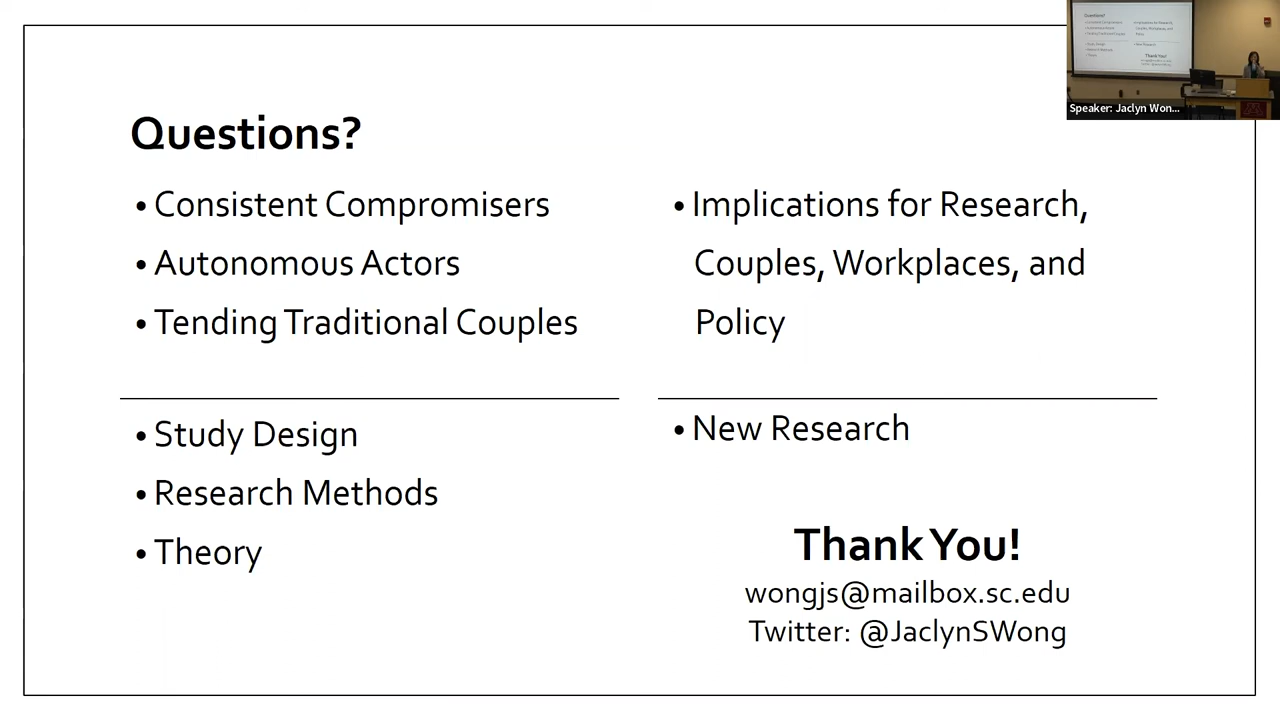 Questions?
• Consistent Compromisers
• Autonomous Actors
• Tending Traditional Couples
• Study Design
• Research Methods
• Theory
• Implications for Research,
Couples, Workplaces, and
Policy
• New Research
Thank You!
wongjs@mailbox.sc.edu
Twitter: @JaclynSWong
Speaker: Jaclyn Won...